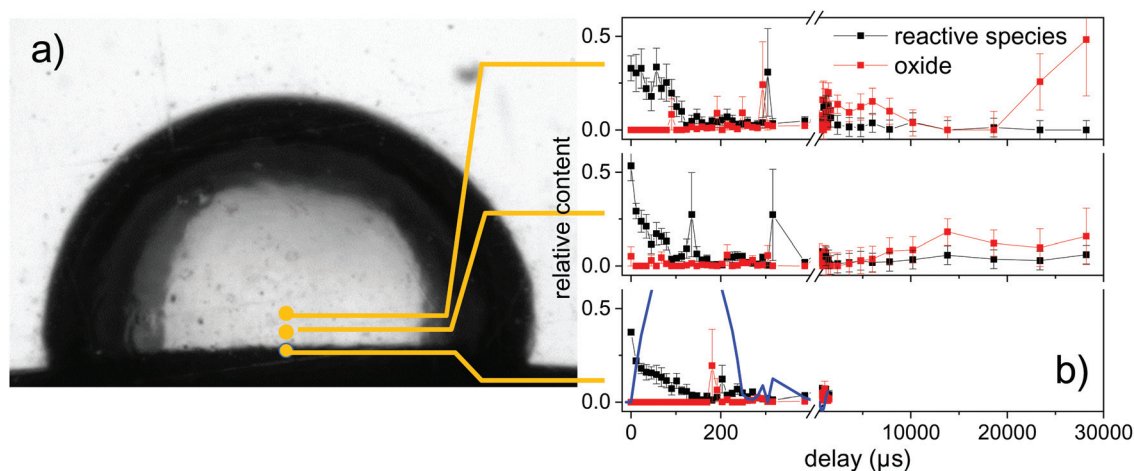 a)
0.5
0.0
reactive species
oxide
0.5
0.0
relative content
0.5
0.0
b)
0 200 10000 20000 30000
delay (µs)